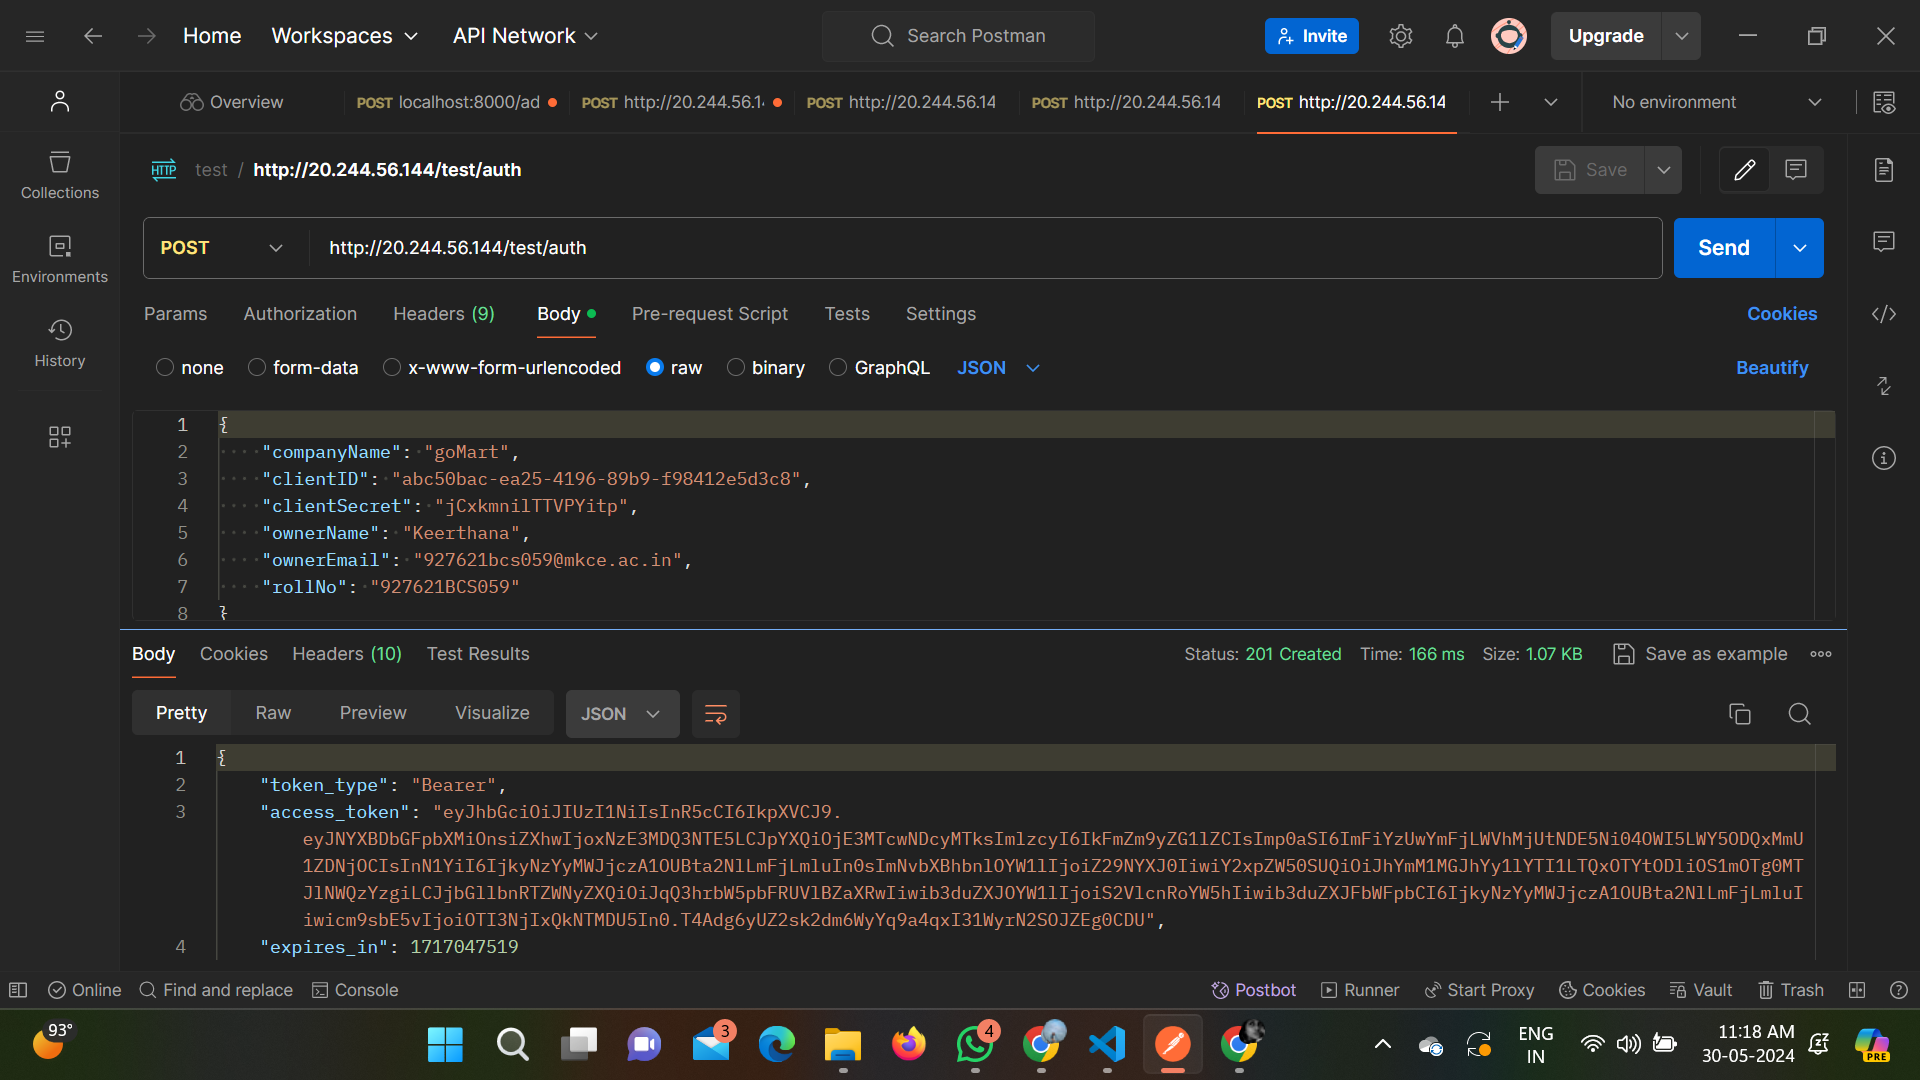 Home Workspaces API Network Search Postman Invite Upgrade
Overview POST localhost:8000/ad POST http://20.244.56.1 POST http://20.244.56.14 POST http://20.244.56.14 POST http://20.244.56.14 No environment
HTTP test / http://20.244.56.144/test/auth Save
Collections
POST http://20.244.56.144/test/auth Send
Environments
Params Authorization Headers (9) Body Pre-request Script Tests Settings Cookies
History
none form-data x-www-form-urlencoded raw binary GraphQL JSON Beautify
1 {
2 "companyName": "goMart",
3 "clientID": "abc50bac-ea25-4196-89b9-f98412e5d3c8",
4 "clientSecret": "jCxkmnilTTVPYitp",
5 "ownerName": "Keerthana",
6 "ownerEmail": "927621bcs059@mkce.ac.in",
7 "rollNo": "927621BCS059"
8 }
Body Cookies Headers (10) Test Results Status: 201 Created Time: 166 ms Size: 1.07 KB Save as example
Pretty Raw Preview Visualize JSON
1 {
2 "token_type": "Bearer",
3 "access_token": "eyJhbGciOiJIUzI1NiIsInR5cCI6IkpXVCJ9.
eyJNYXBDbGFpbXMiOnsiZXhwIjoxNzE3MDQ3NTE5LCJpYXQiOjE3MTcwNDcyMTksImlzcyI6IkFmZm9yZG1lZCIsImp0aSI6ImFiYzUwYmFjLWVhMjUtNDE5Ni04OWI5LWY5ODQxMmU
1ZDNjOCIsInN1YiI6IjkyNzYyMWJjczA1OUBta2NlLmFjLmluIn0sImNvbXBhbnlOYW1lIjoiZ29NYXJ0IiwiY2xpZW50SUQiOiJhYmM1MGJhYy1lYTI1LTQxOTYtODliOS1mOTg0MT
JlNWQzYzgiLCJjbGllbnRTZWNyZXQiOiJqQ3hrbW5pbFRUVlBZaXRwIiwib3duZXJOYW1lIjoiS2VlcnRoYW5hIiwib3duZXJFbWFpbCI6IjkyNzYyMWJjczA1OUBta2NlLmFjLmluI
iwicm9sbE5vIjoiOTI3NjIxQkNTMDU5In0.T4Adg6yUZ2sk2dm6WyYq9a4qxI31WyrN2SOJZEg0CDU",
4 "expires_in": 1717047519
Online Find and replace Console Postbot Runner Start Proxy Cookies Vault Trash
93° 3 4 ENG 11:18 AM
IN 30-05-2024 PRE